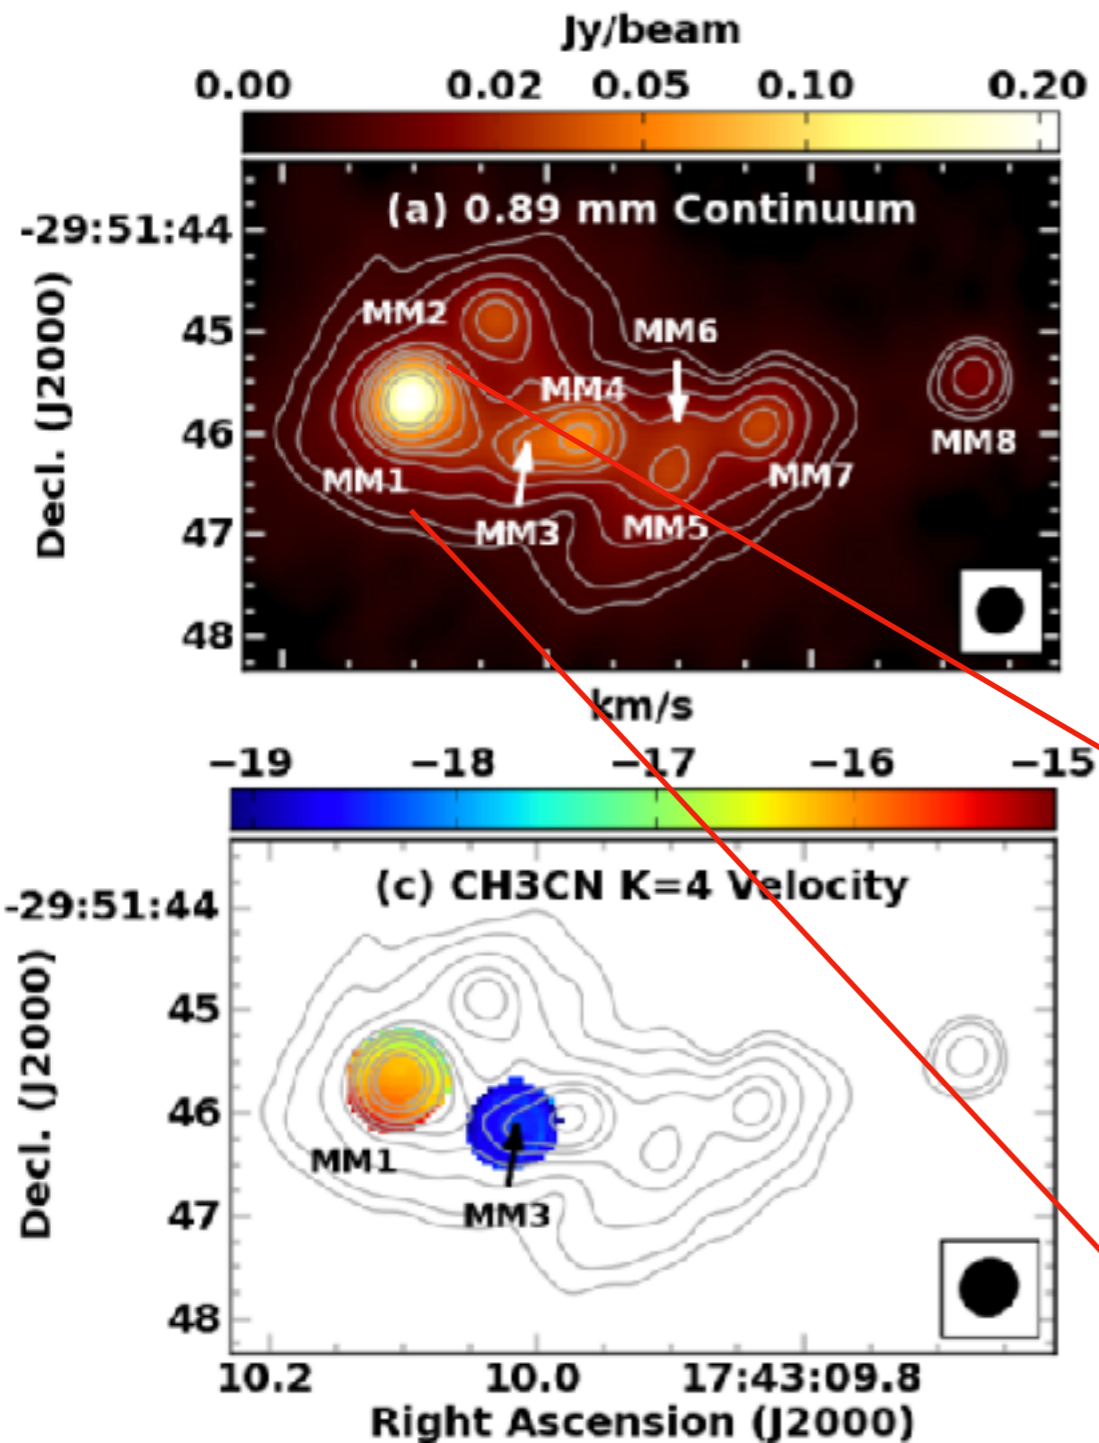 Jy/beam
0.00 0.02 0.05 0.10 0.20
(a) 0.89 mm Continuum
-29:51:44
45
46
47
48
Decl. (J2000)
MM2
MM6
MM4
MM8
MM1
MM7
MM3
MM5
km/s
−19 −18 −17 −16 −15
(c) CH3CN K=4 Velocity
-29:51:44
45
46
47
48
Decl. (J2000)
MM1
MM3
10.2 10.0 17:43:09.8
Right Ascension (J2000)